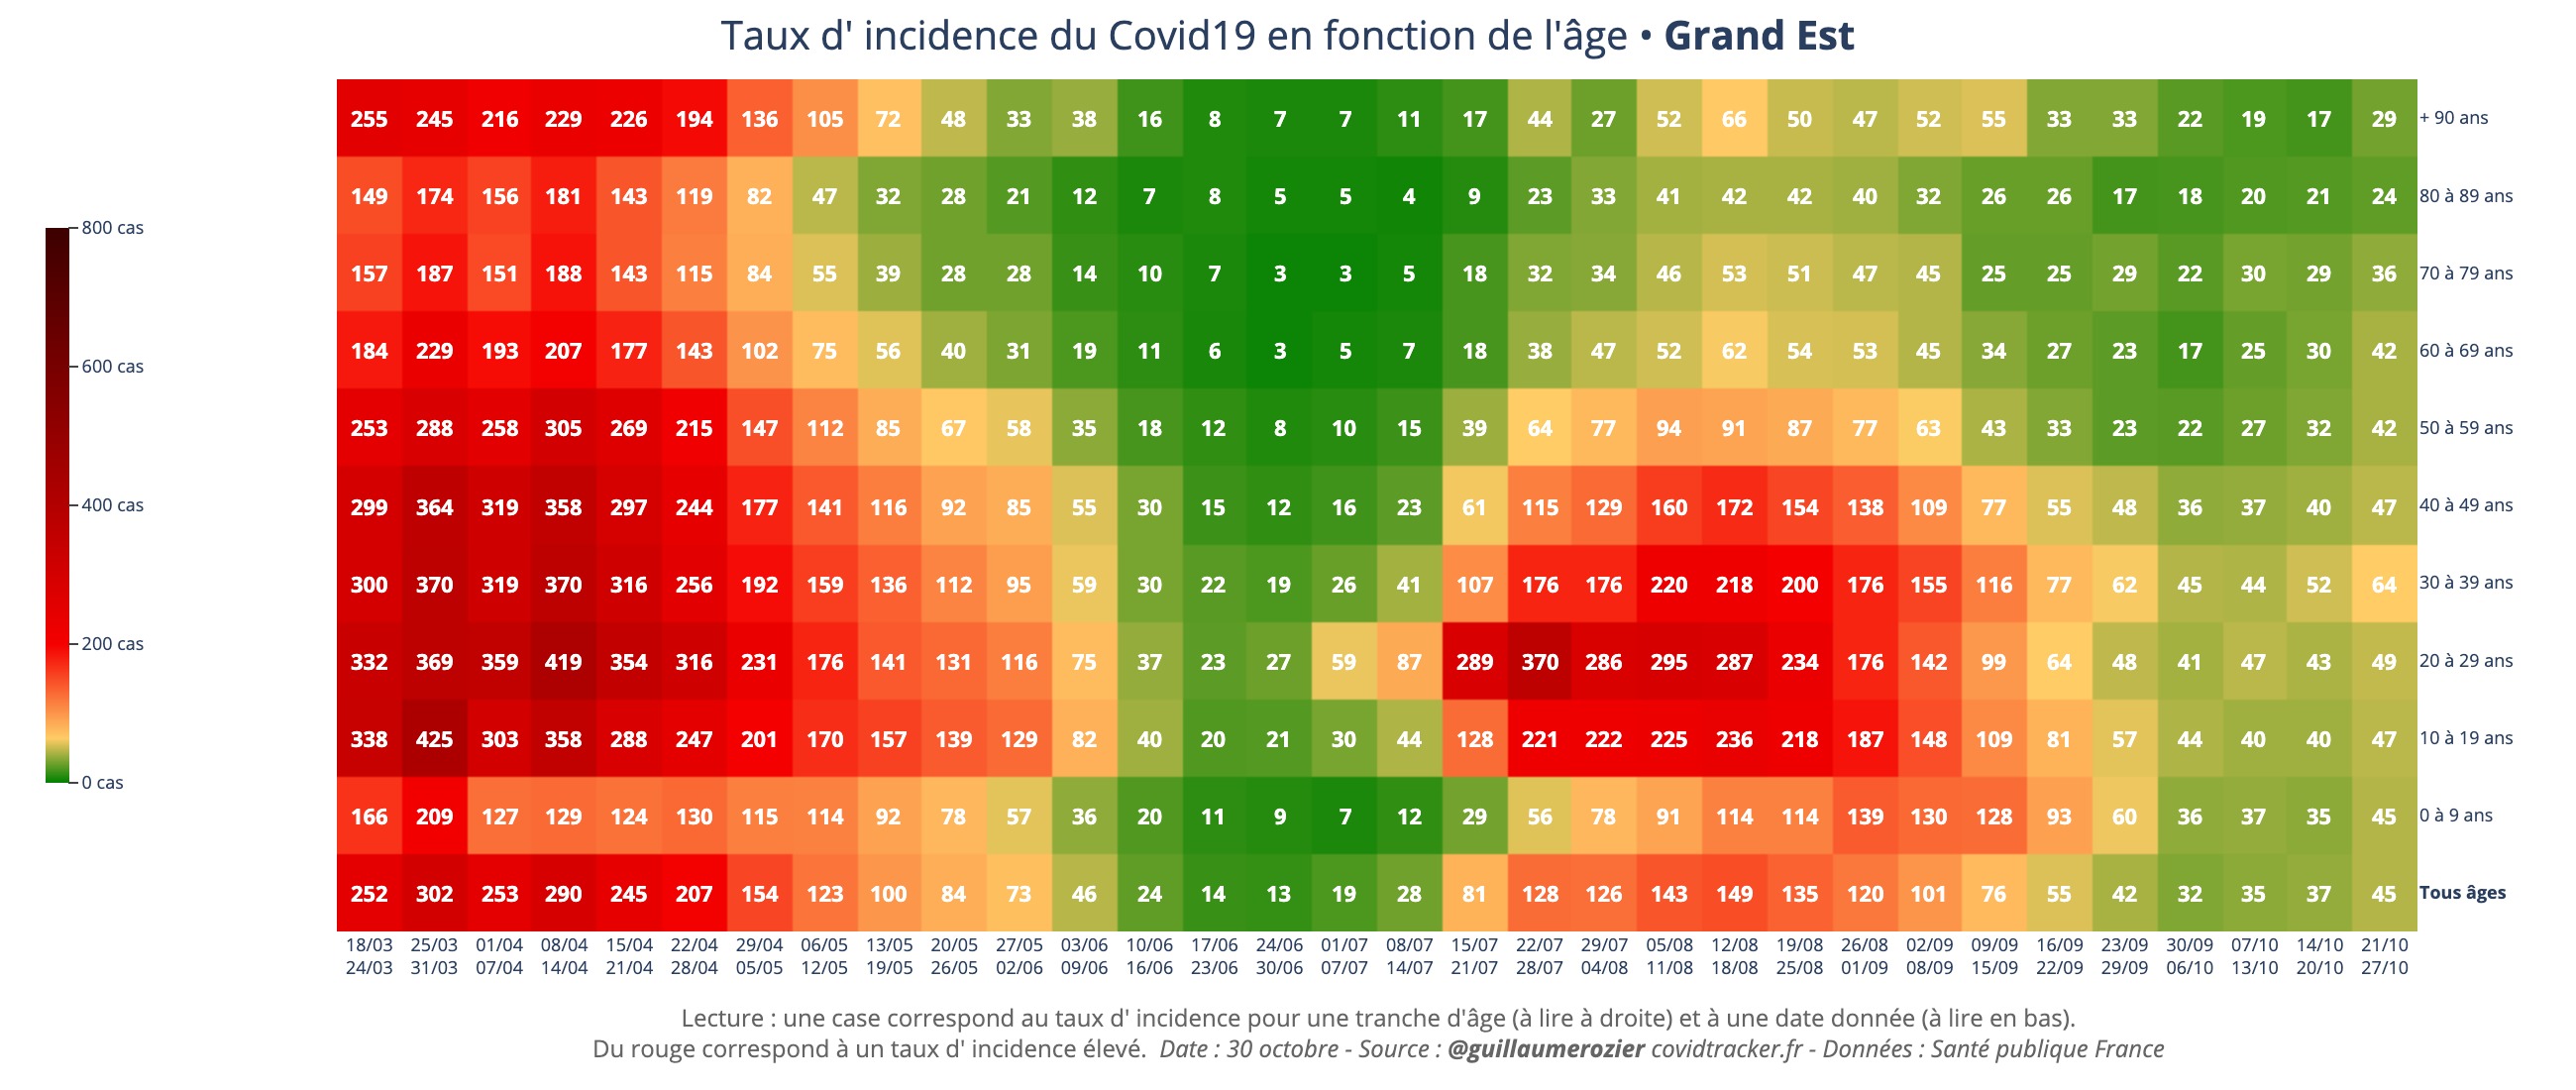 Taux d' incidence du Covid19 en fonction de l'âge • Grand Est
800 cas
600 cas
400 cas
200 cas
0 cas
255 245 216 229 226 194 136 105 72 48 33 38 16 8 7 7 11 17 44 27 52 66 50 47 52 55 33 33 22 19 17 29 + 90 ans
149 174 156 181 143 119 82 47 32 28 21 12 7 8 5 5 4 9 23 33 41 42 42 40 32 26 26 17 18 20 21 24 80 à 89 ans
157 187 151 188 143 115 84 55 39 28 28 14 10 7 3 3 5 18 32 34 46 53 51 47 45 25 25 29 22 30 29 36 70 à 79 ans
184 229 193 207 177 143 102 75 56 40 31 19 11 6 3 5 7 18 38 47 52 62 54 53 45 34 27 23 17 25 30 42 60 à 69 ans
253 288 258 305 269 215 147 112 85 67 58 35 18 12 8 10 15 39 64 77 94 91 87 77 63 43 33 23 22 27 32 42 50 à 59 ans
299 364 319 358 297 244 177 141 116 92 85 55 30 15 12 16 23 61 115 129 160 172 154 138 109 77 55 48 36 37 40 47 40 à 49 ans
300 370 319 370 316 256 192 159 136 112 95 59 30 22 19 26 41 107 176 176 220 218 200 176 155 116 77 62 45 44 52 64 30 à 39 ans
332 369 359 419 354 316 231 176 141 131 116 75 37 23 27 59 87 289 370 286 295 287 234 176 142 99 64 48 41 47 43 49 20 à 29 ans
338 425 303 358 288 247 201 170 157 139 129 82 40 20 21 30 44 128 221 222 225 236 218 187 148 109 81 57 44 40 40 47 10 à 19 ans
166 209 127 129 124 130 115 114 92 78 57 36 20 11 9 7 12 29 56 78 91 114 114 139 130 128 93 60 36 37 35 45 0 à 9 ans
252 302 253 290 245 207 154 123 100 84 73 46 24 14 13 19 28 81 128 126 143 149 135 120 101 76 55 42 32 35 37 45 Tous âges
18/03 25/03 01/04 08/04 15/04 22/04 29/04 06/05 13/05 20/05 27/05 03/06 10/06 17/06 24/06 01/07 08/07 15/07 22/07 29/07 05/08 12/08 19/08 26/08 02/09 09/09 16/09 23/09 30/09 07/10 14/10 21/10
24/03 31/03 07/04 14/04 21/04 28/04 05/05 12/05 19/05 26/05 02/06 09/06 16/06 23/06 30/06 07/07 14/07 21/07 28/07 04/08 11/08 18/08 25/08 01/09 08/09 15/09 22/09 29/09 06/10 13/10 20/10 27/10
Lecture : une case correspond au taux d' incidence pour une tranche d'âge (à lire à droite) et à une date donnée (à lire en bas).
Du rouge correspond à un taux d' incidence élevé. Date : 30 octobre - Source : @guillaumerozier covidtracker.fr - Données : Santé publique France